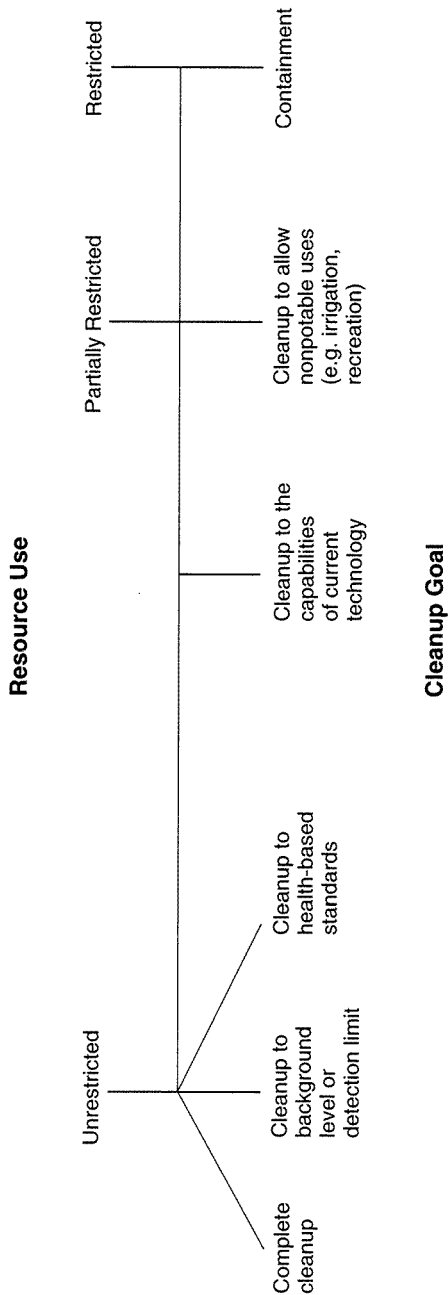 Resource Use
Unrestricted
Partially Restricted
Restricted
Complete
cleanup
Cleanup to
background
level or
detection limit
Cleanup to
health-based
standards
Cleanup to the
capabilities
of current
technology
Cleanup to allow
nonpotable uses
(e.g. irrigation,
recreation)
Containment
Cleanup Goal